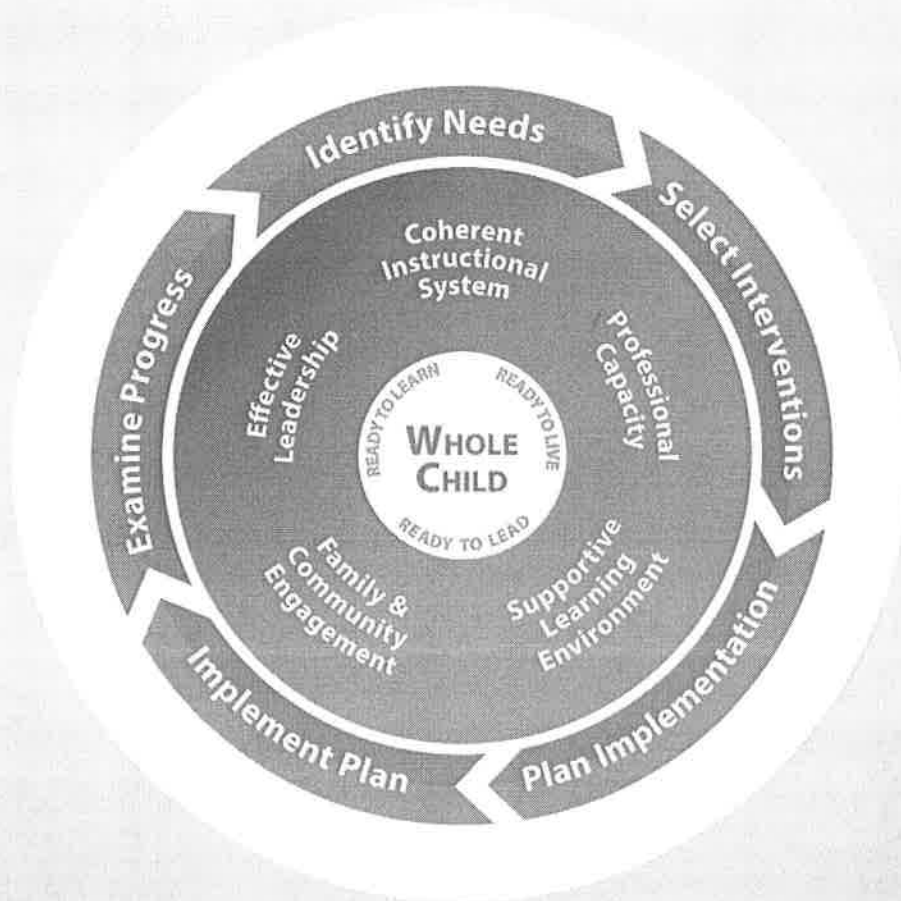 Identify Needs
Select Interventions
Plan Implementation
Implement Plan
Examine Progress
Coherent
Instructional
System
Professional
Capacity
Supportive
Learning
Environment
Family &
Community
Engagement
Effective
Leadership
READY TO LEARN
READY TO LIVE
READY TO LEAD
WHOLE
CHILD